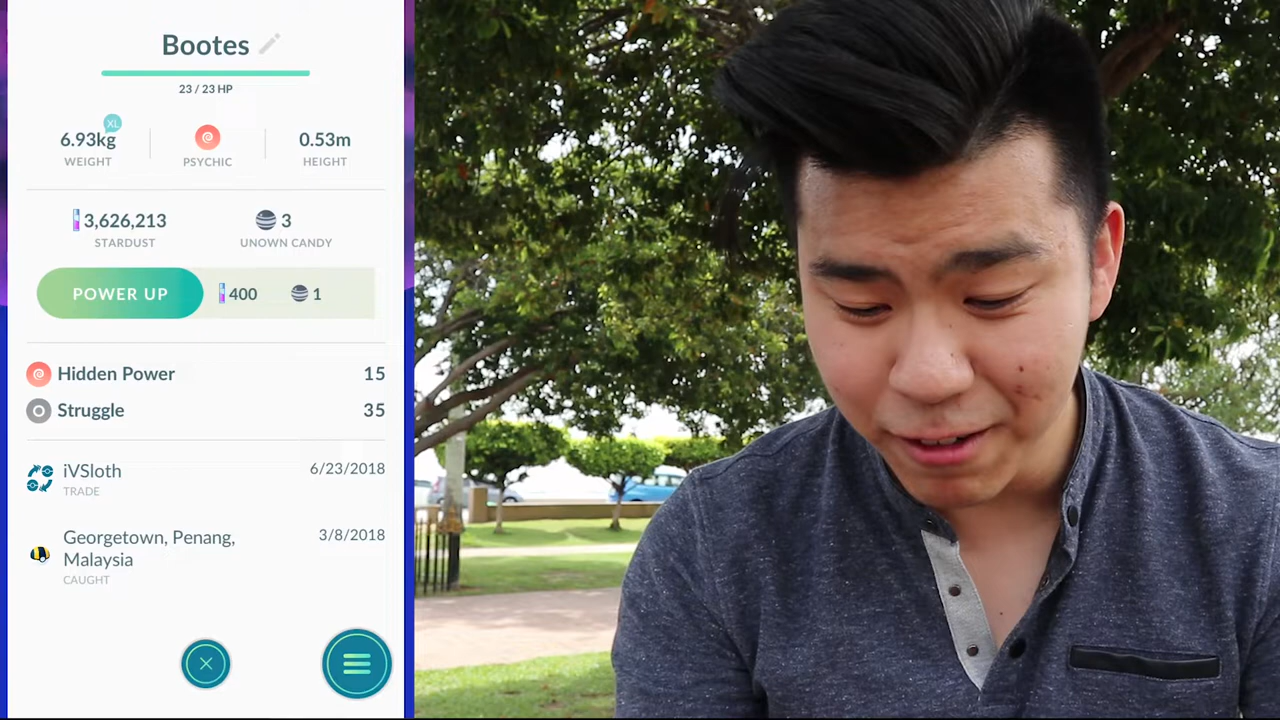 Bootes
23 / 23 HP
XL
6.93kg
WEIGHT
PSYCHIC
0.53m
HEIGHT
3,626,213
STARDUST
3
UNOWN CANDY
POWER UP
400
1
Hidden Power 15
Struggle 35
iVSloth 6/23/2018
TRADE
Georgetown, Penang, 3/8/2018
Malaysia
CAUGHT